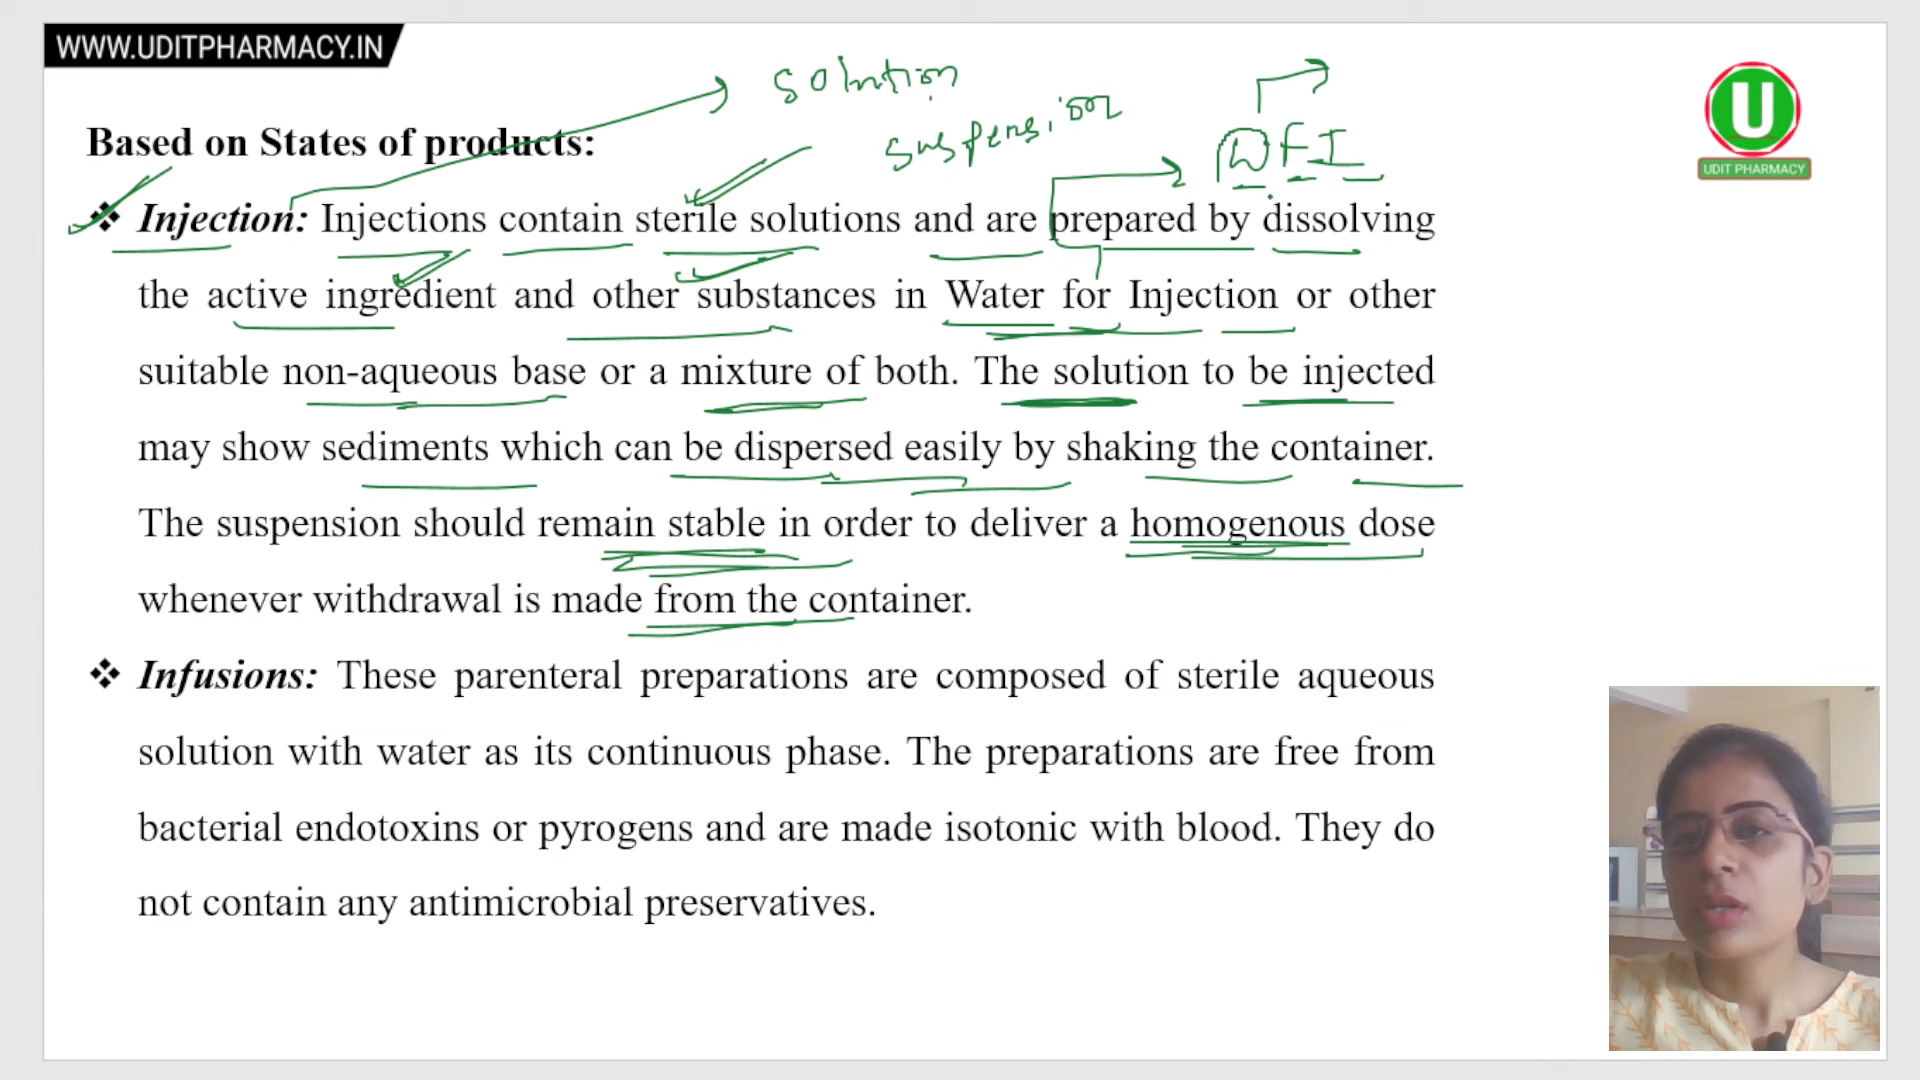 WWW.UDITPHARMACY.IN
solution
suspension
WFI
U
UDIT PHARMACY
Based on States of products:
❖ Injection: Injections contain sterile solutions and are prepared by dissolving
the active ingredient and other substances in Water for Injection or other
suitable non-aqueous base or a mixture of both. The solution to be injected
may show sediments which can be dispersed easily by shaking the container.
The suspension should remain stable in order to deliver a homogenous dose
whenever withdrawal is made from the container.
❖ Infusions: These parenteral preparations are composed of sterile aqueous
solution with water as its continuous phase. The preparations are free from
bacterial endotoxins or pyrogens and are made isotonic with blood. They do
not contain any antimicrobial preservatives.